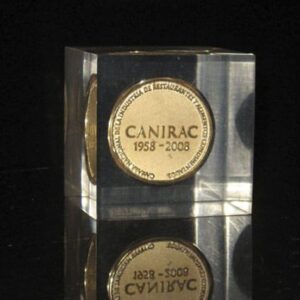 CÁMARA NACIONAL DE LA INDUSTRIA DE RESTAURANTES Y ALIMENTOS CONDIMENTADOS
CANIRAC
1958 - 2008